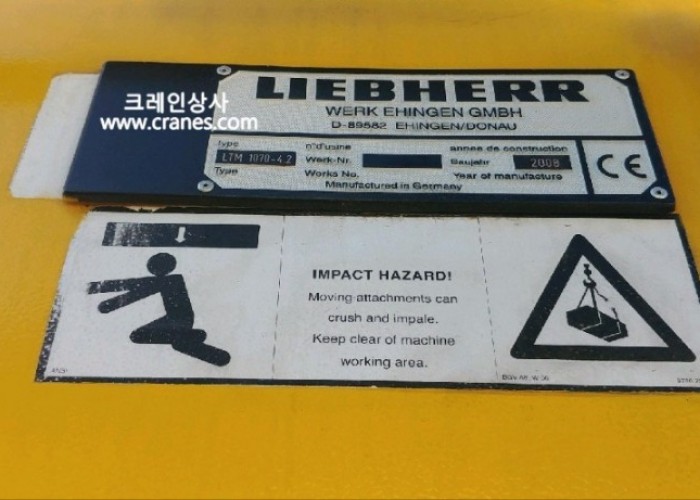 크레인상사
www.cranes.com
LIEBHERR
WERK EHINGEN GMBH
D-89582 EHINGEN/DONAU
type
LTM 1070-4.2
Type
n°d'usine
Werk-Nr.
Works No.
annee de construction
Baujahr
2008
Year of manufacture
Manufactured in Germany
CE
IMPACT HAZARD!
Moving attachments can
crush and impale.
Keep clear of machine
working area.